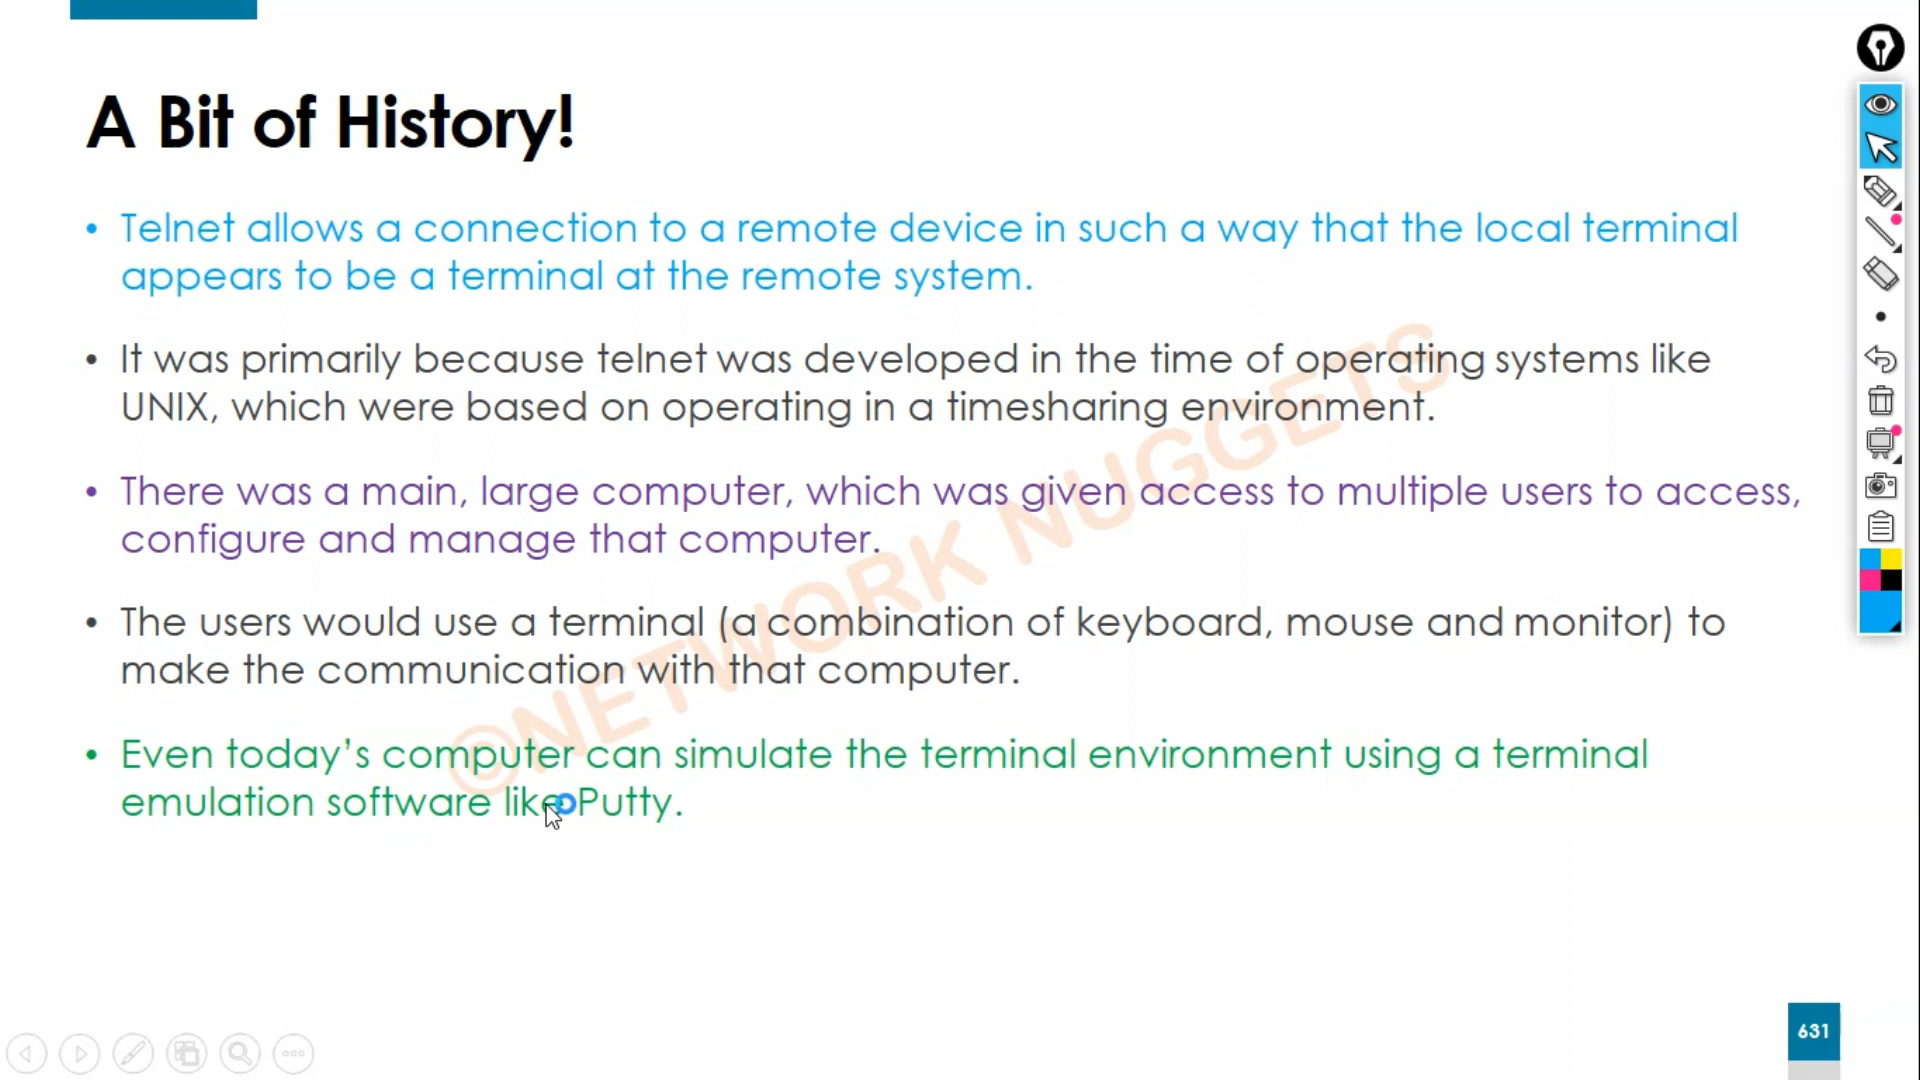 A Bit of History!
• Telnet allows a connection to a remote device in such a way that the local terminal
appears to be a terminal at the remote system.
• It was primarily because telnet was developed in the time of operating systems like
UNIX, which were based on operating in a timesharing environment.
• There was a main, large computer, which was given access to multiple users to access,
configure and manage that computer.
• The users would use a terminal (a combination of keyboard, mouse and monitor) to
make the communication with that computer.
• Even today’s computer can simulate the terminal environment using a terminal
emulation software like Putty.
©NETWORK NUGGETS
631